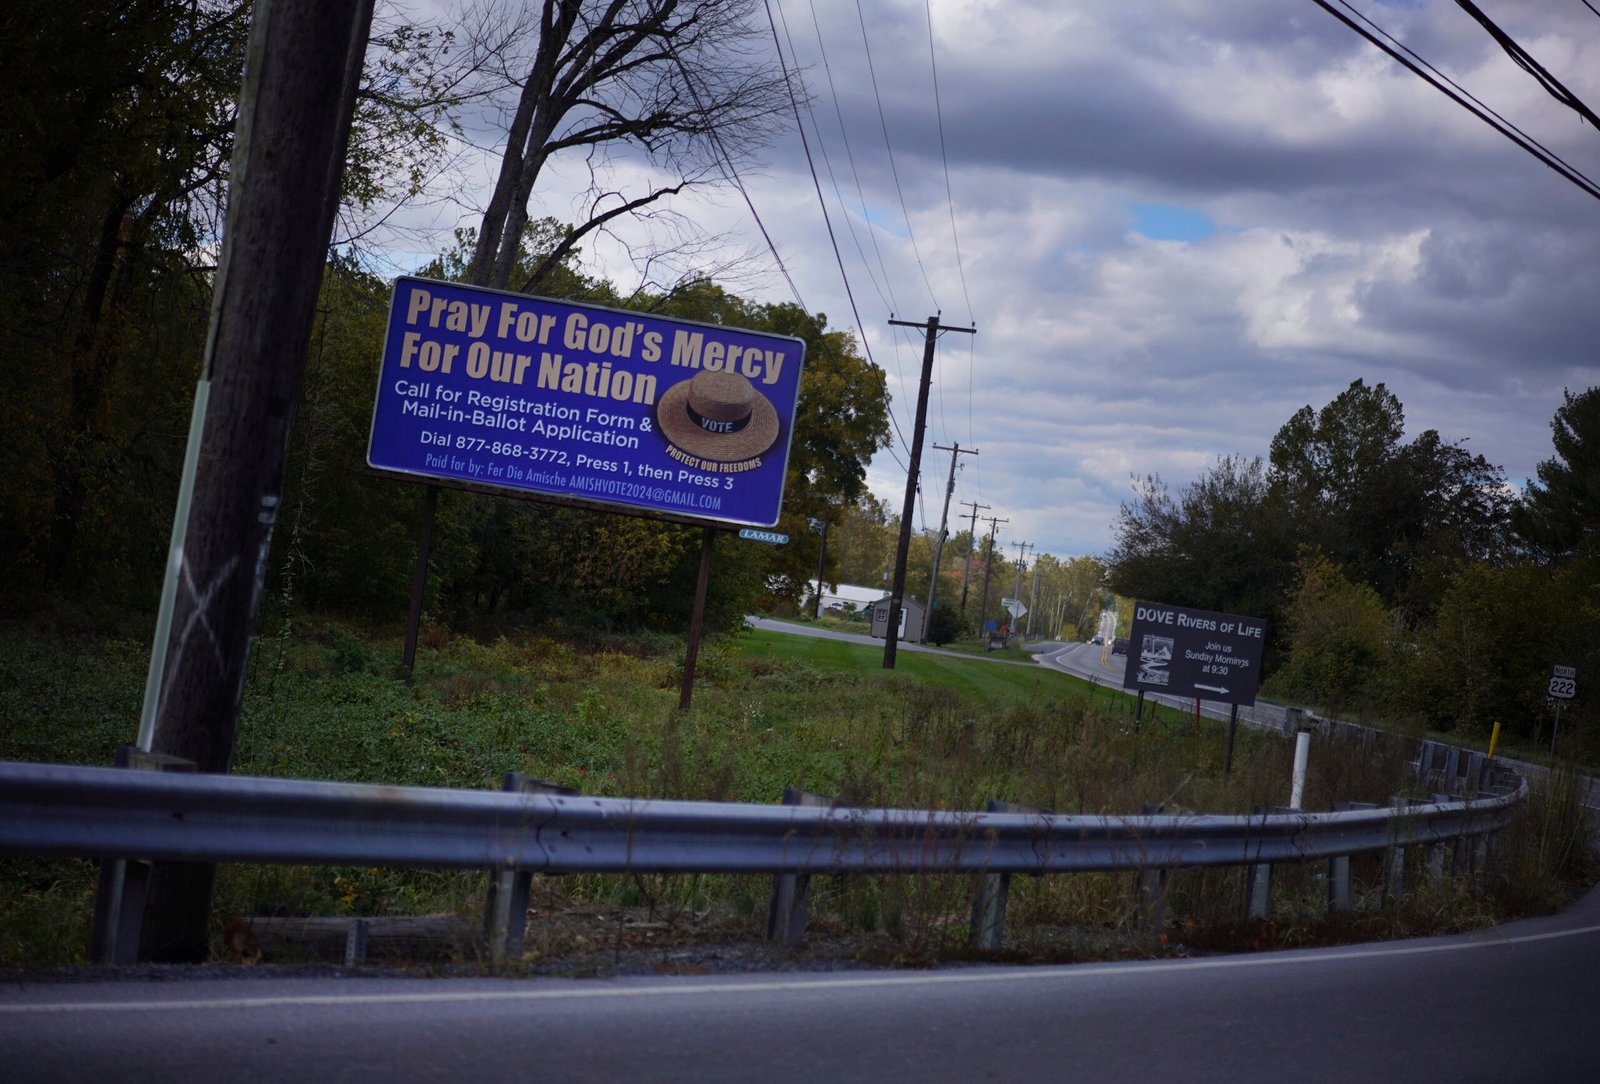 Pray For God's Mercy
For Our Nation
Call for Registration Form &
Mail-in-Ballot Application
Dial 877-868-3772, Press 1, then Press 3
Paid for by: Fer Die Amische AMISHVOTE2024@GMAIL.COM
VOTE
PROTECT OUR FREEDOMS
LAMAR
DOVE RIVERS OF LIFE
Join us
Sunday Mornings
at 9:30
NORTH
222